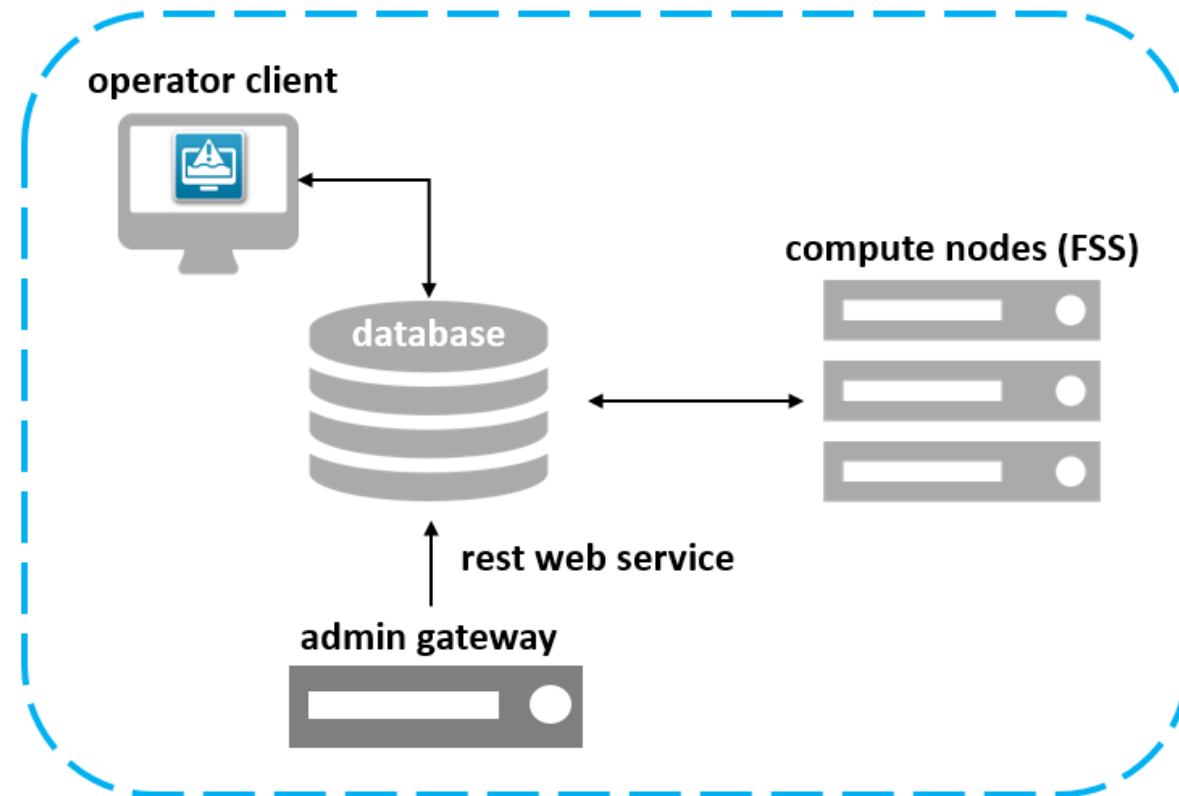 operator client
compute nodes (FSS)
database
rest web service
admin gateway